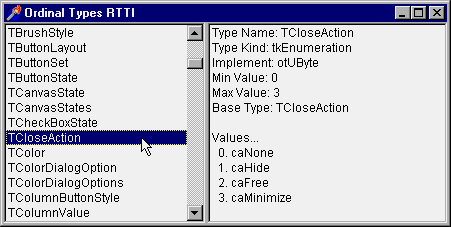 Ordinal Types RTTI
TBrushStyle
TButtonLayout
TButtonSet
TButtonState
TCanvasState
TCanvasStates
TCheckBoxState
TCloseAction
TColor
TColorDialogOption
TColorDialogOptions
TColumnButtonStyle
TColumnValue
Type Name: TCloseAction
Type Kind: tkEnumeration
Implement: otUByte
Min Value: 0
Max Value: 3
Base Type: TCloseAction
Values...
0. caNone
1. caHide
2. caFree
3. caMinimize